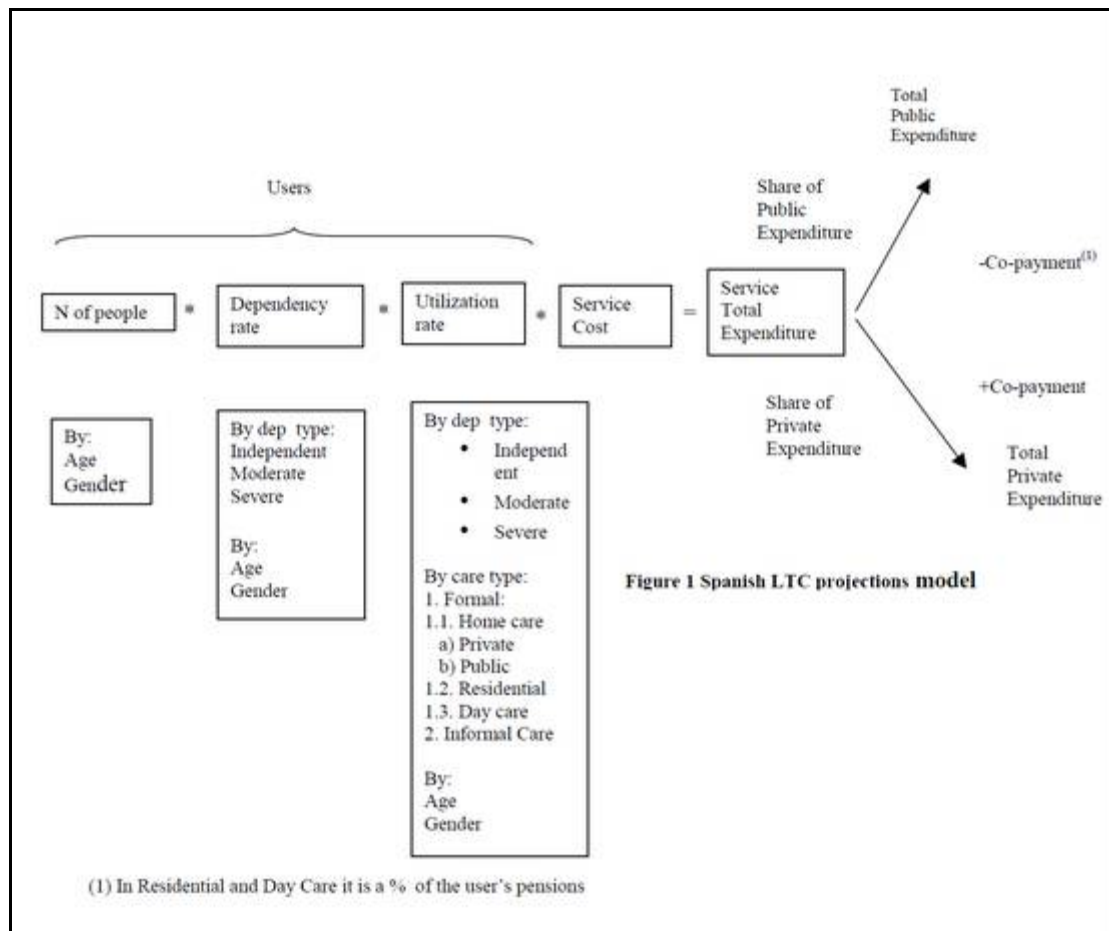 Total
Public
Expenditure
Users
Share of
Public
Expenditure
-Co-payment(1)
N of people
*
Dependency
rate
*
Utilization
rate
*
Service
Cost
=
Service
Total
Expenditure
+Co-payment
Share of
Private
Expenditure
Total
Private
Expenditure
By:
Age
Gender
By dep type:
Independent
Moderate
Severe
By:
Age
Gender
By dep type:
• Independ
ent
• Moderate
• Severe
By care type:
1. Formal:
1.1. Home care
a) Private
b) Public
1.2. Residential
1.3. Day care
2. Informal Care
By:
Age
Gender
Figure 1 Spanish LTC projections model
(1) In Residential and Day Care it is a % of the user's pensions